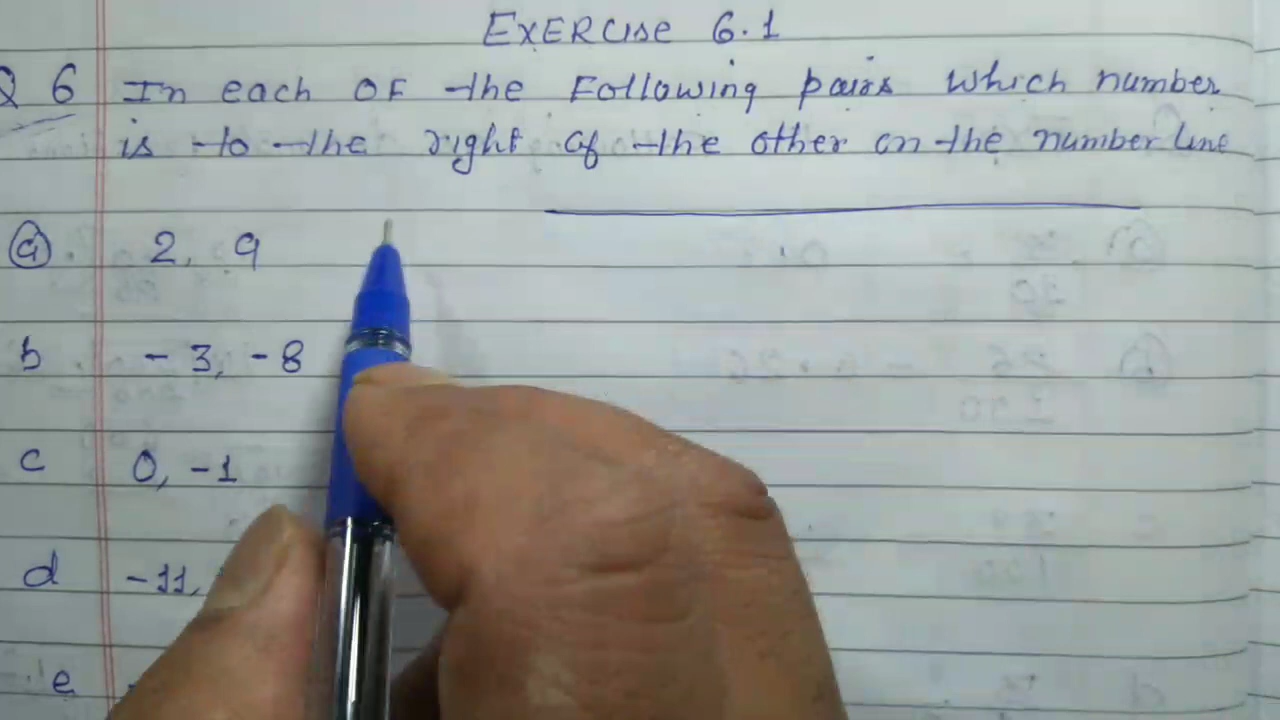 Exercise 6.1
Q 6 In each of the Following pairs which number
is to the right of the other on the number line
a. 2, 9
b - 3, -8
c 0, -1
d -11,
e